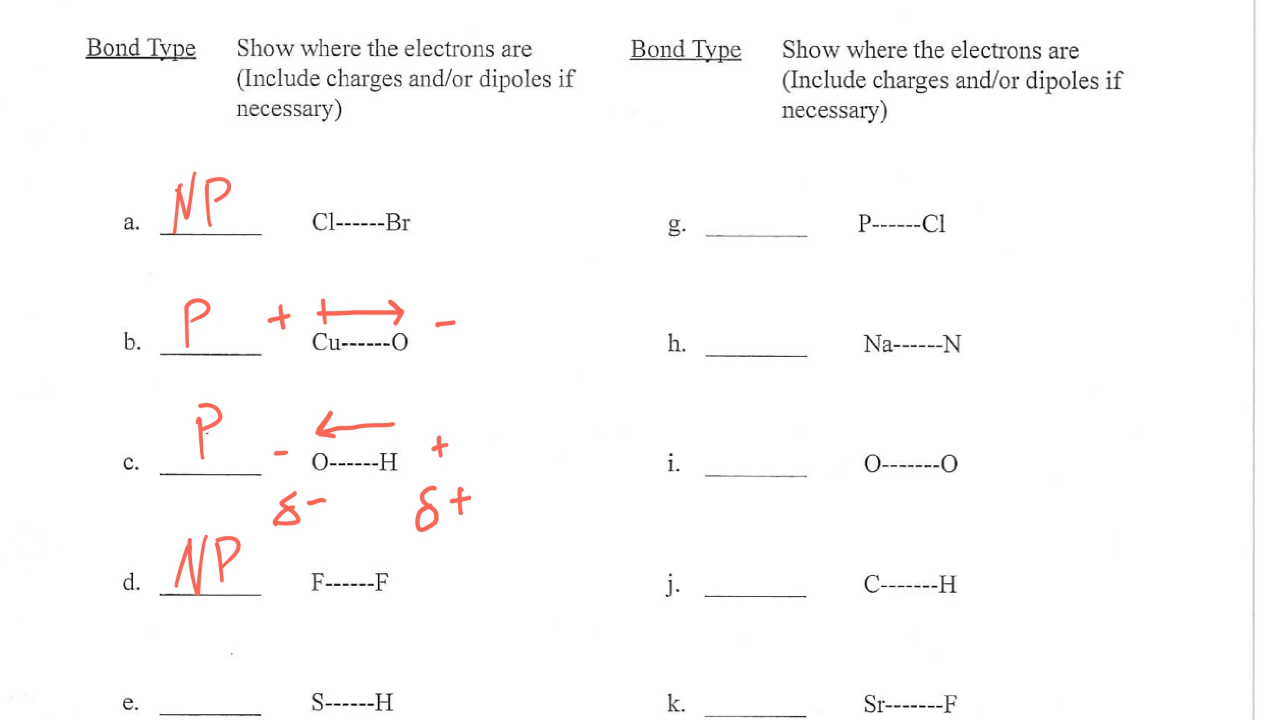 Bond Type Show where the electrons are
(Include charges and/or dipoles if
necessary)
a. NP Cl------Br
b. P + Cu------O -
c. P - O------H +
δ- δ+
d. NP F------F
e. S------H
Bond Type Show where the electrons are
(Include charges and/or dipoles if
necessary)
g. P------Cl
h. Na------N
i. O-------O
j. C-------H
k. Sr-------F